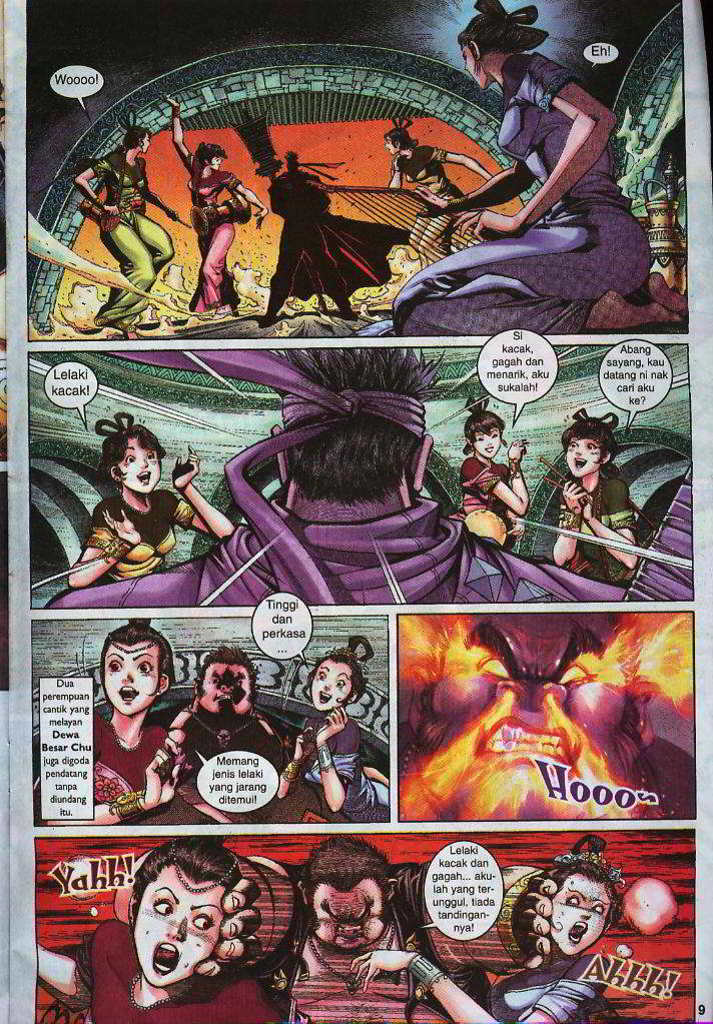 Woooo!
Eh!
Lelaki
kacak!
Si
kacak,
gagah dan
menarik, aku
sukalah!
Abang
sayang, kau
datang ni nak
cari aku
ke?
Dua
perempuan
cantik yang
melayan
Dewa
Besar Chu
juga digoda
pendatang
tanpa
diundang
itu.
Tinggi
dan
perkasa
...
Memang
jenis lelaki
yang jarang
ditemui!
Hooo
Yahh!
Lelaki
kacak dan
gagah... aku-
lah yang ter-
unggul, tiada
tandingan-
nya!
Ahhh!
9